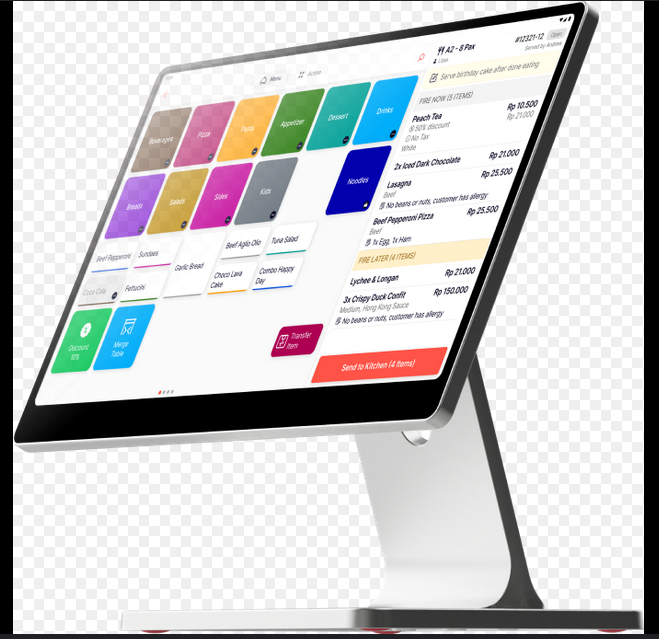 Menu
Action
Beverages
Pizza
Pasta
Appetizer
Dessert
Drinks
Breads
Salads
Sides
Kids
Noodles
Beef Pepperoni
Sundaes
Garlic Bread
Beef Aglio Olio
Tuna Salad
Coca Cola
Fettucini
Choco Lava
Cake
Combo Happy
Day
Discount
10%
Merge
Table
Transfer
Item
A2 - 8 Pax
#12321-12 Open
Served by Andrew
Serve birthday cake after done eating
FIRE NOW (5 ITEMS)
Peach Tea Rp 10.500
50% discount Rp 21.000
No Tax
White
2x Iced Dark Chocolate Rp 21.000
Lasagna Rp 25.500
Beef
No beans or nuts, customer has allergy
Beef Pepperoni Pizza Rp 25.500
Beef
1x Egg, 1x Ham
FIRE LATER (4 ITEMS)
Lychee & Longan Rp 21.000
3x Crispy Duck Confit Rp 150.000
Medium, Hong Kong Sauce
No beans or nuts, customer has allergy
Send to Kitchen (4 Items)